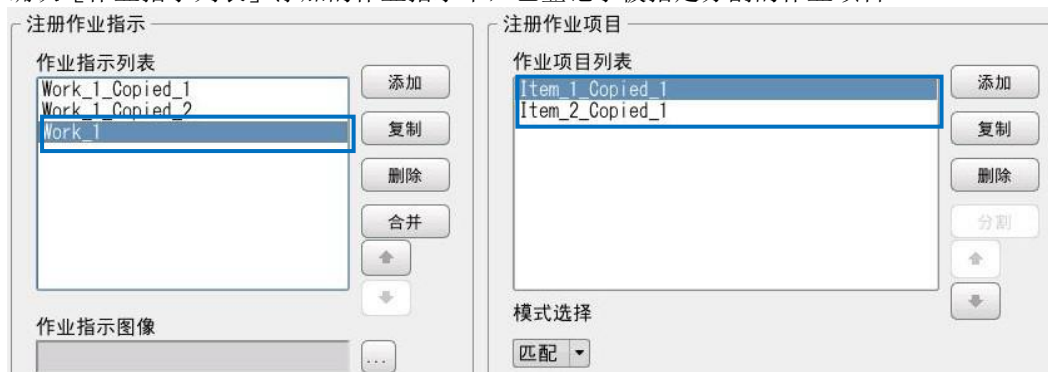 注册作业指示
作业指示列表
Work_1_Copied_1
Work_1_Copied_2
Work_1
添加
复制
删除
合并
作业指示图像
...
注册作业项目
作业项目列表
Item_1_Copied_1
Item_2_Copied_1
添加
复制
删除
分割
模式选择
匹配